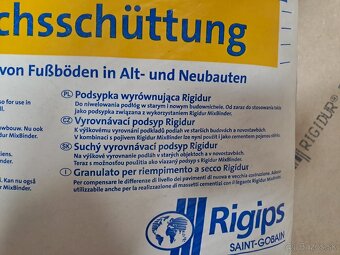 chsschüttung
von Fußböden in Alt- und Neubauten
PL Podsypka wyrównująca Rigidur
Do niwelowania podłóg w starym i nowym budownictwie. Od zaraz do stosowania także
jako podsypka związana z wykorzystaniem Rigidur MixBinder.
CZ Vyrovnávací podsyp Rigidur
K výškovému vyrovnání podkladů podlah ve starších budovách a novostavbách.
V kombinaci s pojivem Rigidur MixBinder lze nyní použít i jako cementem vázaný podsyp.
SK Suchý vyrovnávací podsyp Rigidur
Na výškové vyrovnanie podláh v starých objektoch a v novostavbách.
Teraz s možnosťou použitia ako viazaný podsyp s Rigidur MixBinder.
I Granulato per riempimento a secco Rigidur
Per compensare le differenze di livello dei pavimenti di nuova e vecchia costruzione. Adesso
utilizzabile anche per la realizzazione di massetti cementizi con il legante Rigidur MixBinder.
Rigips
SAINT-GOBAIN
RIGIDUR®